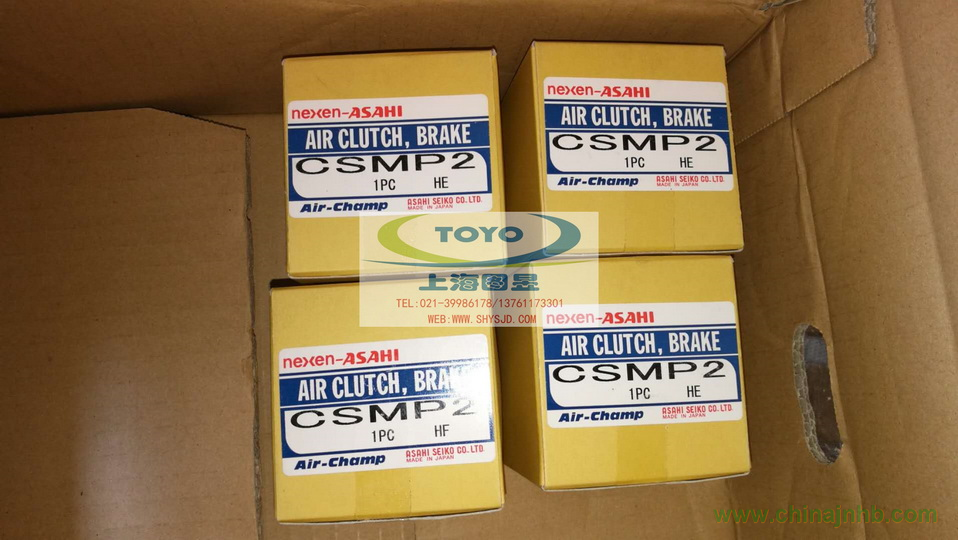 nexen-ASAHI
AIR CLUTCH, BRAKE
CSMP2
1PC HE
Air-Champ
ASAHI SEIKO CO. LTD.
MADE IN JAPAN
nexen-ASAHI
AIR CLUTCH, BRAKE
CSMP2
1PC HE
Air-Champ
ASAHI SEIKO CO. LTD.
MADE IN JAPAN
TOYO
上海图昱
TEL:021-39986178/13761173301
WEB:WWW.SHYSJD.COM
nexen-ASAHI
AIR CLUTCH, BRAKE
CSMP2
1PC HF
Air-Champ
ASAHI SEIKO CO. LTD.
MADE IN JAPAN
nexen-ASAHI
AIR CLUTCH, BRAKE
CSMP2
1PC HE
Air-Champ
ASAHI SEIKO CO. LTD.
MADE IN JAPAN
www.chinajnhb.com